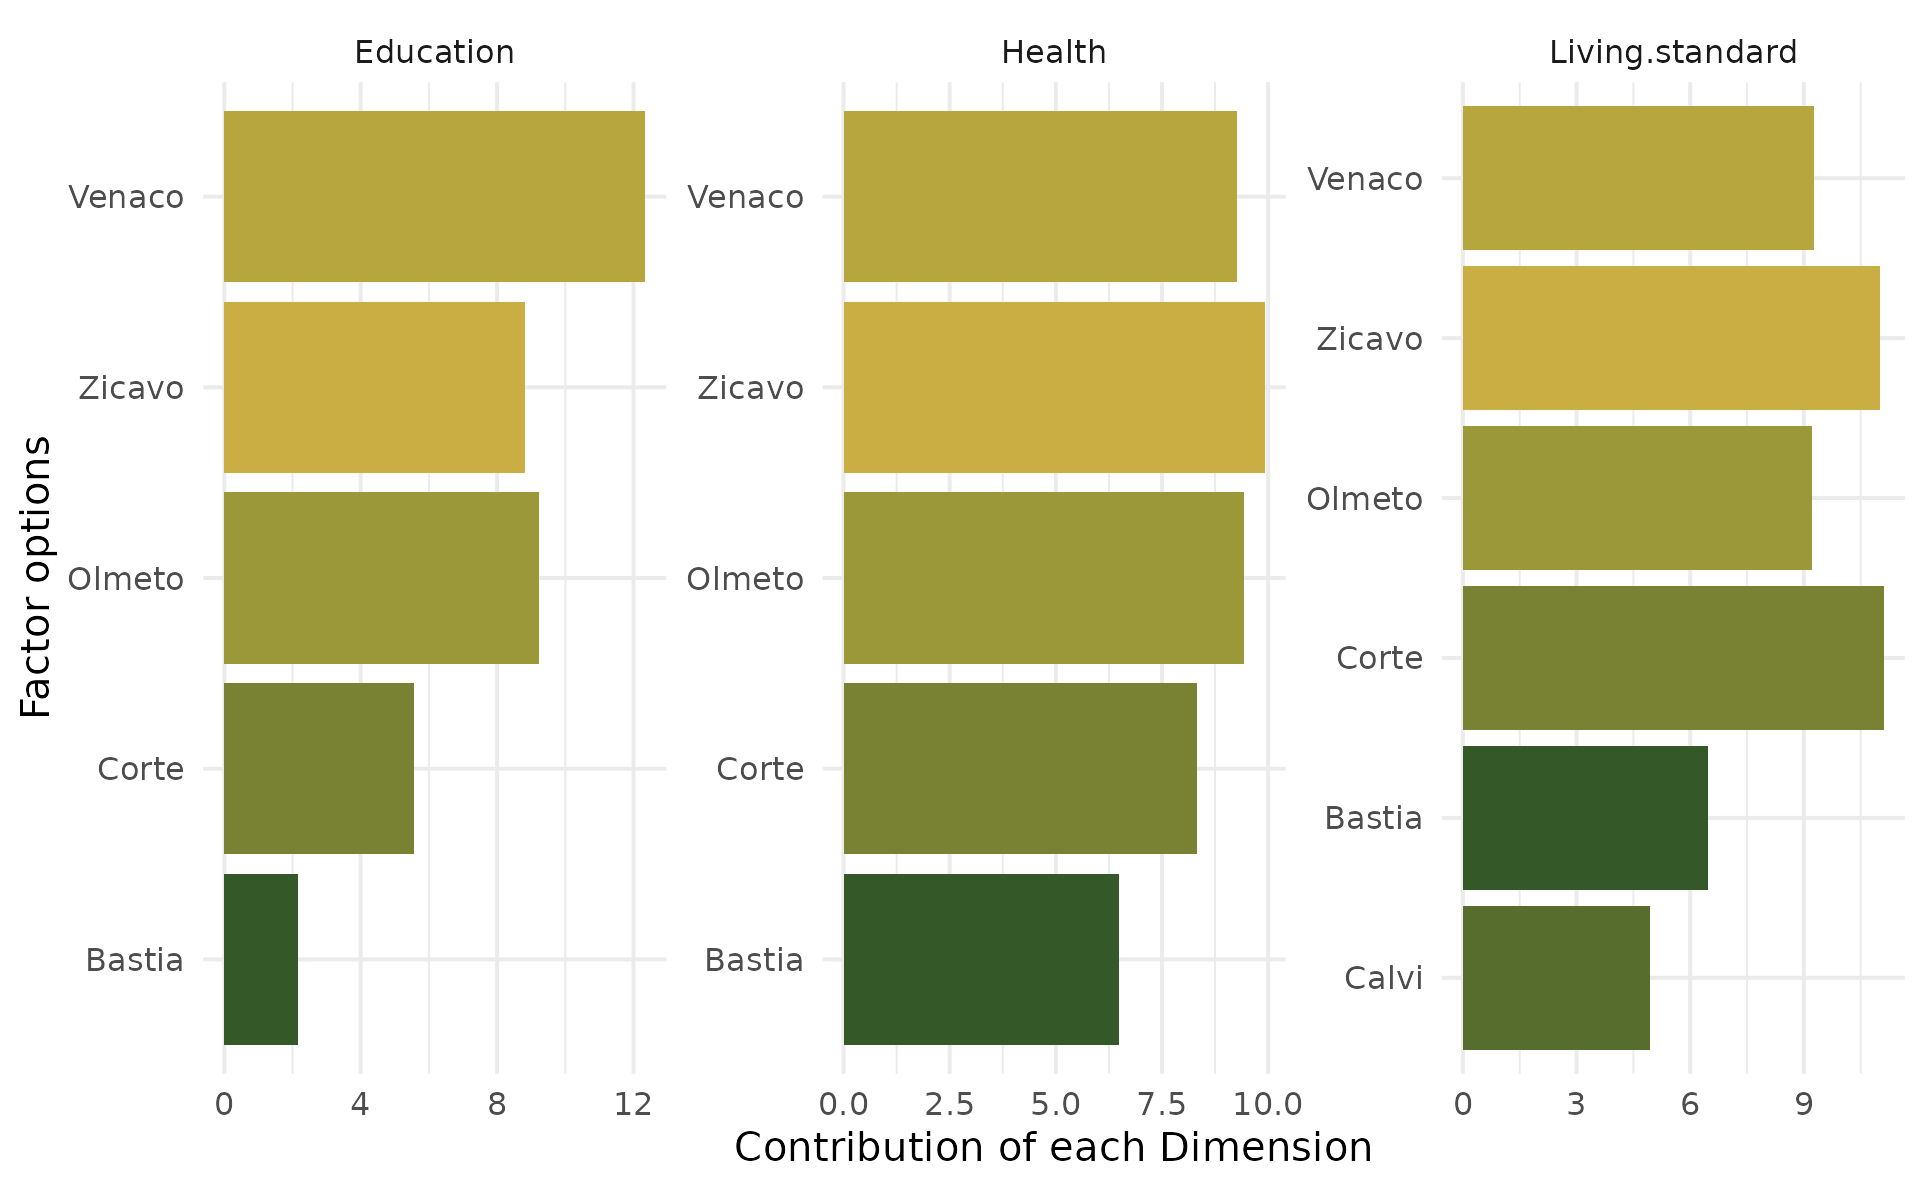 Education
Health
Living.standard
Factor options
Venaco
Zicavo
Olmeto
Corte
Bastia
0 4 8 12
Venaco
Zicavo
Olmeto
Corte
Bastia
0.0 2.5 5.0 7.5 10.0
Venaco
Zicavo
Olmeto
Corte
Bastia
Calvi
0 3 6 9
Contribution of each Dimension